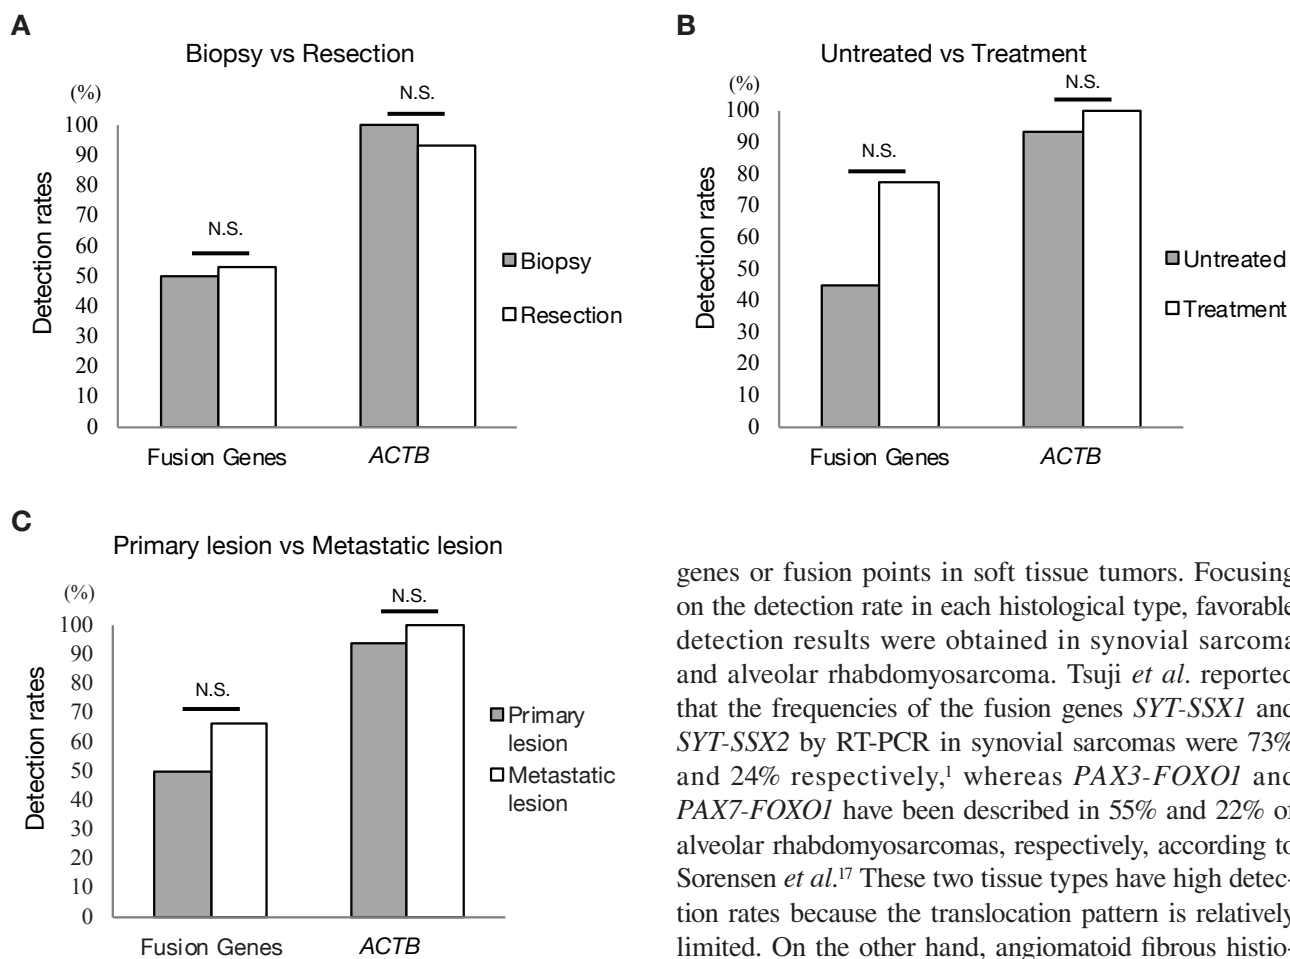 A
Biopsy vs Resection
(%)
100
90
80
70
60
50
40
30
20
10
0
Detection rates
N.S.
N.S.
Fusion Genes
ACTB
Biopsy
Resection
B
Untreated vs Treatment
(%)
100
90
80
70
60
50
40
30
20
10
0
Detection rates
N.S.
N.S.
Fusion Genes
ACTB
Untreated
Treatment
C
Primary lesion vs Metastatic lesion
(%)
100
90
80
70
60
50
40
30
20
10
0
Detection rates
N.S.
N.S.
Fusion Genes
ACTB
Primary
lesion
Metastatic
lesion
genes or fusion points in soft tissue tumors. Focusing
on the detection rate in each histological type, favorable
detection results were obtained in synovial sarcoma
and alveolar rhabdomyosarcoma. Tsuji et al. reported
that the frequencies of the fusion genes SYT-SSX1 and
SYT-SSX2 by RT-PCR in synovial sarcomas were 73%
and 24% respectively,¹ whereas PAX3-FOXO1 and
PAX7-FOXO1 have been described in 55% and 22% of
alveolar rhabdomyosarcomas, respectively, according to
Sorensen et al.¹⁷ These two tissue types have high detec-
tion rates because the translocation pattern is relatively
limited. On the other hand, angiomatoid fibrous histio-